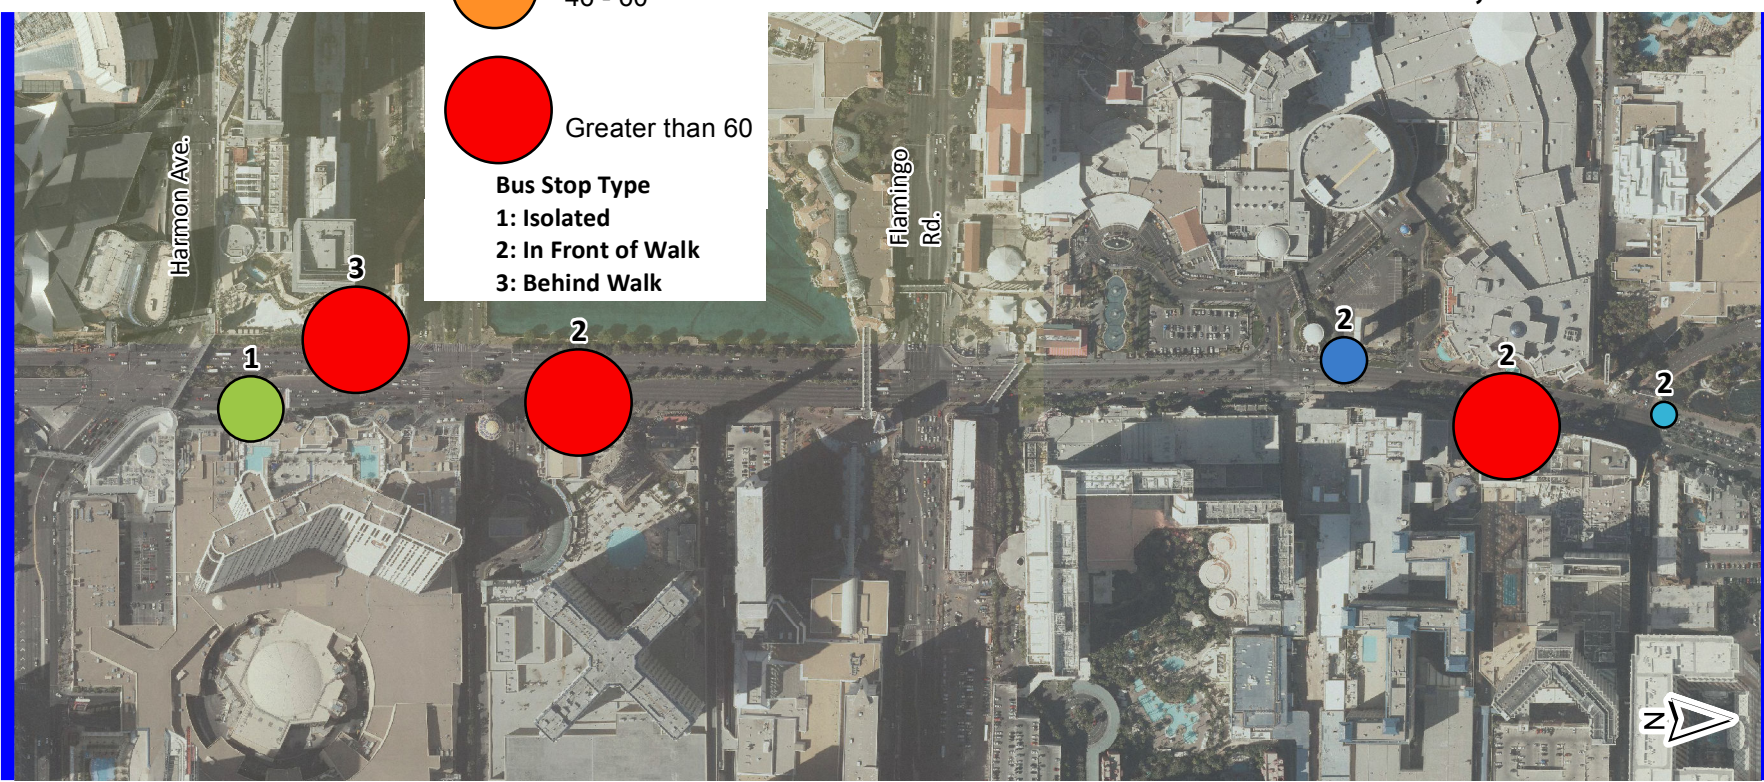 Greater than 60
Bus Stop Type
1: Isolated
2: In Front of Walk
3: Behind Walk
Harmon Ave.
Flamingo
Rd.
3
1
2
2
2
2
N